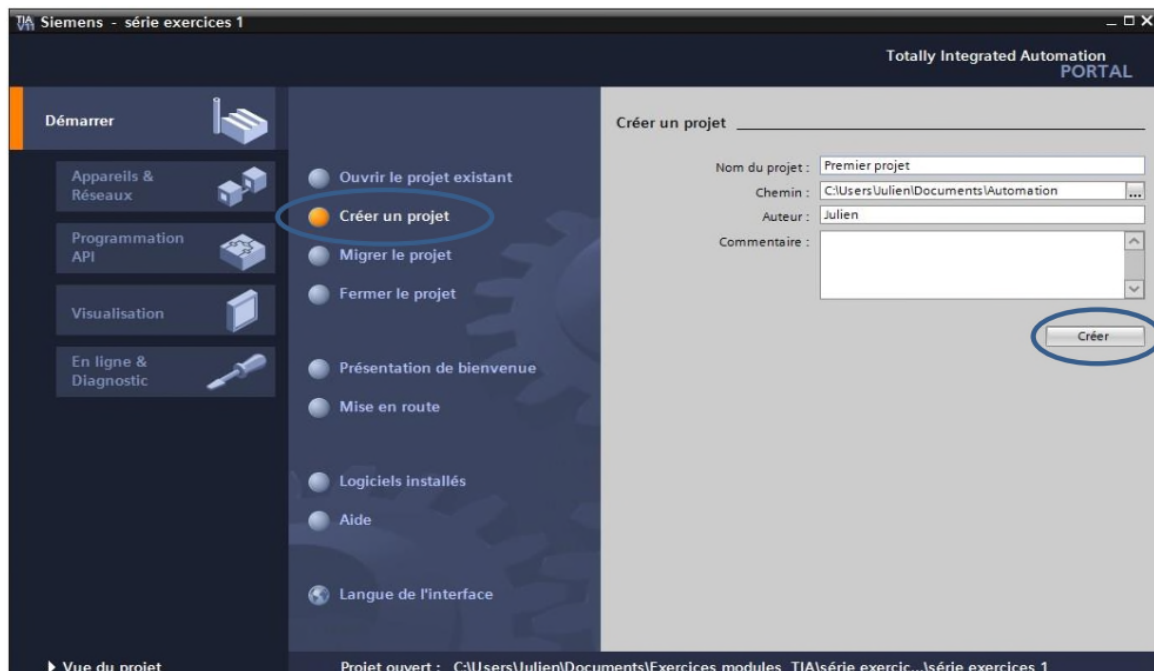 TIA
V11
Siemens - série exercices 1
Totally Integrated Automation
PORTAL
Démarrer
Appareils &
Réseaux
Programmation
API
Visualisation
En ligne &
Diagnostic
Ouvrir le projet existant
Créer un projet
Migrer le projet
Fermer le projet
Présentation de bienvenue
Mise en route
Logiciels installés
Aide
Langue de l'interface
Créer un projet
Nom du projet : Premier projet
Chemin : C:\Users\Julien\Documents\Automation
...
Auteur : Julien
Commentaire :
Créer
Vue du projet
Projet ouvert : C:\Users\Julien\Documents\Exercices modules TIA\série exercic...\série exercices 1